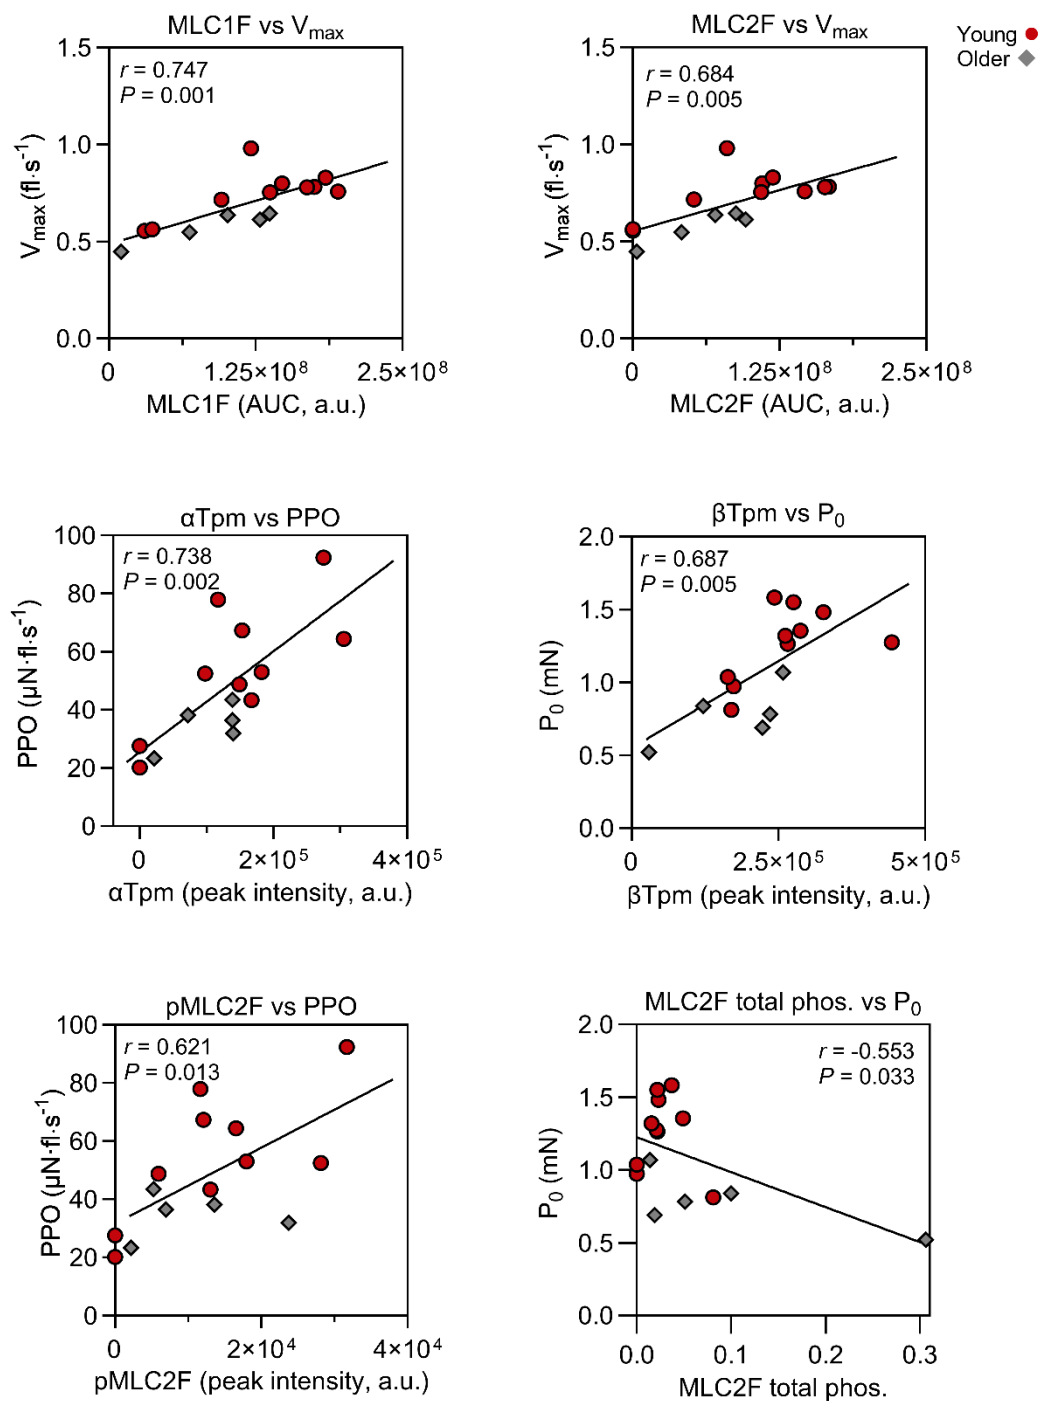 MLC1F vs Vmax
r = 0.747
P = 0.001
1.5
1.0
0.5
0.0
Vmax (fl·s⁻¹)
0 1.25×10⁸ 2.5×10⁸
MLC1F (AUC, a.u.)
MLC2F vs Vmax
r = 0.684
P = 0.005
1.5
1.0
0.5
0.0
Vmax (fl·s⁻¹)
0 1.25×10⁸ 2.5×10⁸
MLC2F (AUC, a.u.)
Young
Older
αTpm vs PPO
r = 0.738
P = 0.002
100
80
60
40
20
0
PPO (µN·fl·s⁻¹)
0 2×10⁵ 4×10⁵
αTpm (peak intensity, a.u.)
βTpm vs P₀
r = 0.687
P = 0.005
2.0
1.5
1.0
0.5
0.0
P₀ (mN)
0 2.5×10⁵ 5×10⁵
βTpm (peak intensity, a.u.)
pMLC2F vs PPO
r = 0.621
P = 0.013
100
80
60
40
20
0
PPO (µN·fl·s⁻¹)
0 2×10⁴ 4×10⁴
pMLC2F (peak intensity, a.u.)
MLC2F total phos. vs P₀
r = -0.553
P = 0.033
2.0
1.5
1.0
0.5
0.0
P₀ (mN)
0.0 0.1 0.2 0.3
MLC2F total phos.